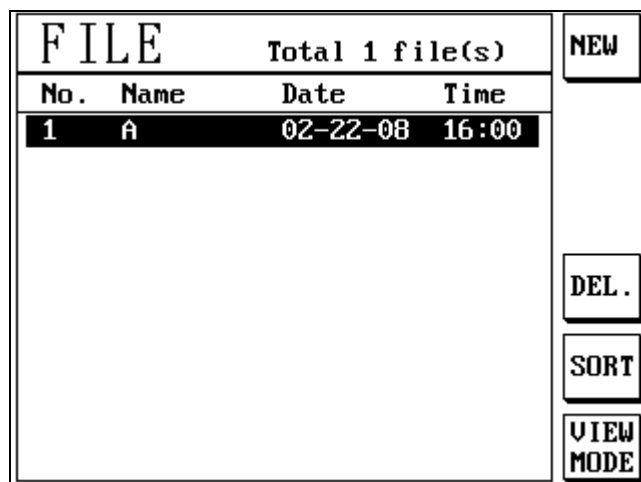 FILE Total 1 file(s)
No. Name Date Time
1 A 02-22-08 16:00
NEW
DEL.
SORT
VIEW
MODE